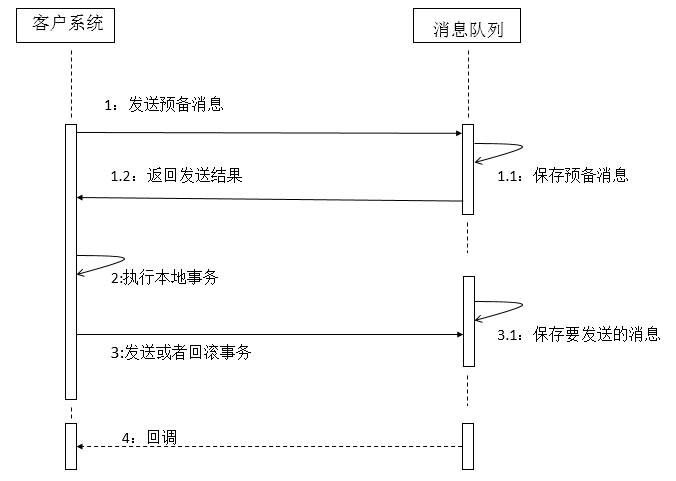 客户系统
消息队列
1：发送预备消息
1.2：返回发送结果
1.1：保存预备消息
2:执行本地事务
3.1：保存要发送的消息
3:发送或者回滚事务
4：回调